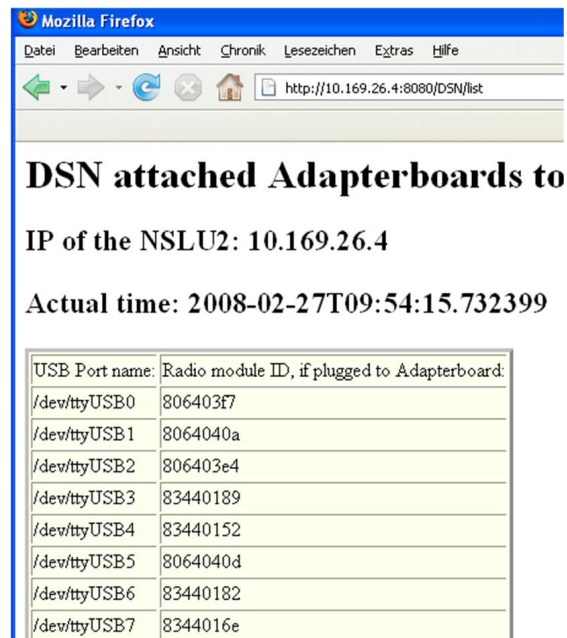 Mozilla Firefox
Datei Bearbeiten Ansicht Chronik Lesezeichen Extras Hilfe
http://10.169.26.4:8080/DSN/list
DSN attached Adapterboards to
IP of the NSLU2: 10.169.26.4
Actual time: 2008-02-27T09:54:15.732399
USB Port name: Radio module ID, if plugged to Adapterboard:
/dev/ttyUSB0 806403f7
/dev/ttyUSB1 8064040a
/dev/ttyUSB2 806403e4
/dev/ttyUSB3 83440189
/dev/ttyUSB4 83440152
/dev/ttyUSB5 8064040d
/dev/ttyUSB6 83440182
/dev/ttyUSB7 8344016e